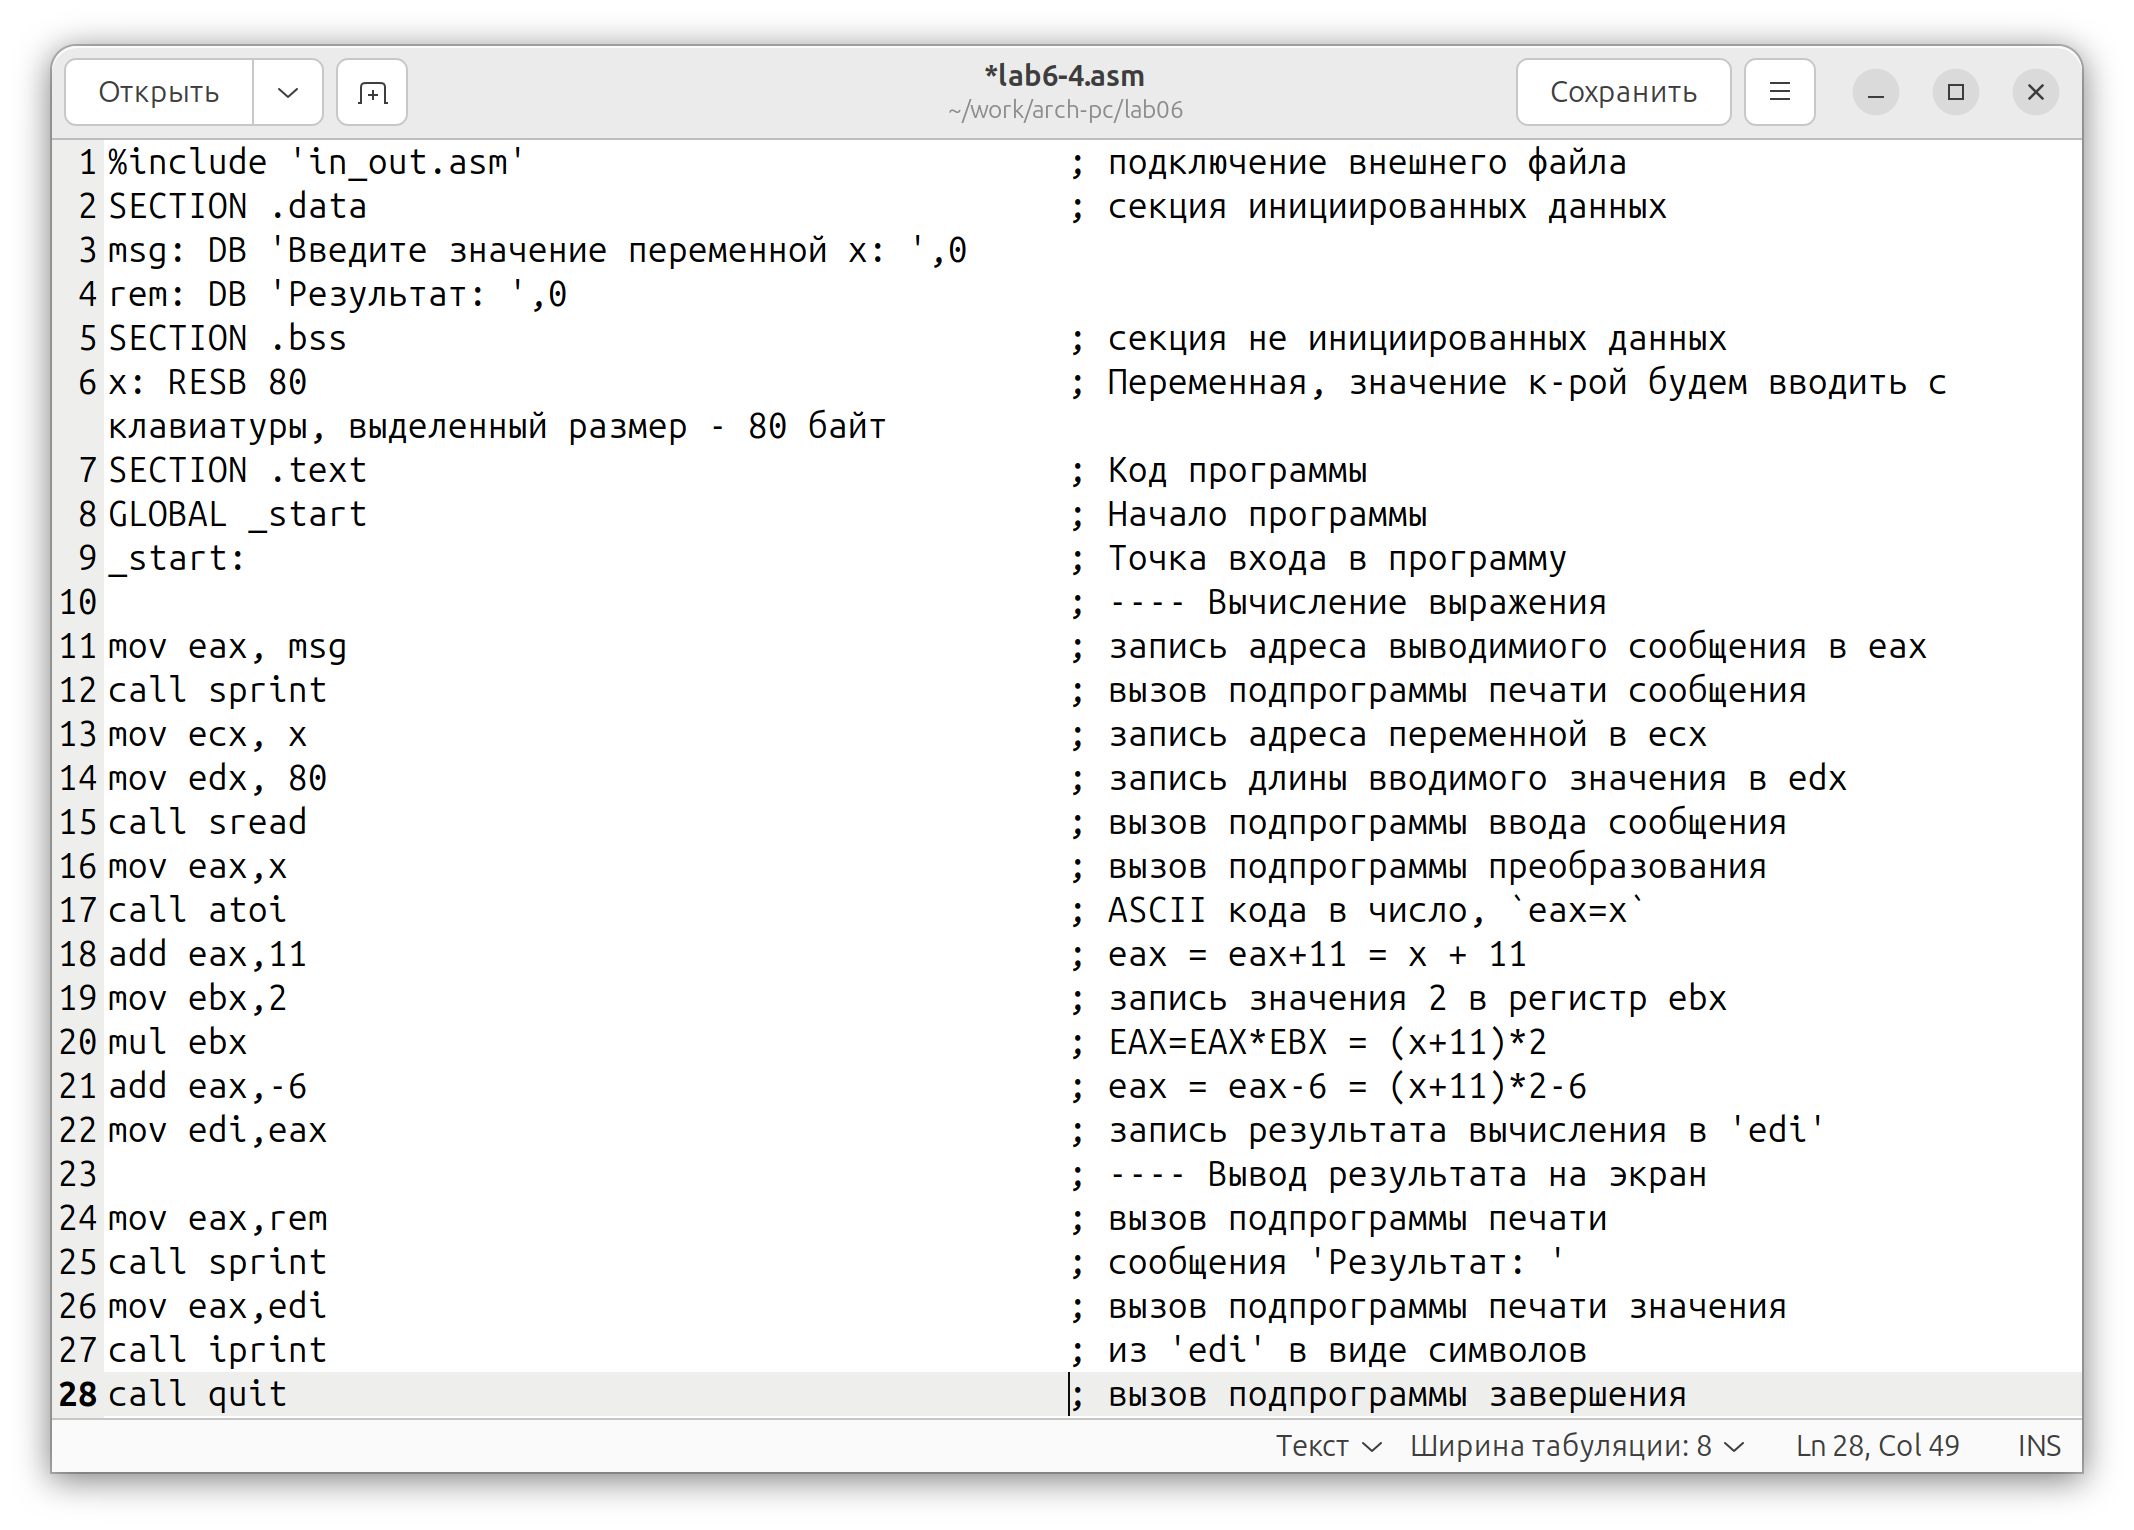 Открыть
*lab6-4.asm
~/work/arch-pc/lab06
Сохранить
1 %include 'in_out.asm' ; подключение внешнего файла
2 SECTION .data ; секция инициированных данных
3 msg: DB 'Введите значение переменной х: ',0
4 rem: DB 'Результат: ',0
5 SECTION .bss ; секция не инициированных данных
6 x: RESB 80 ; Переменная, значение к-рой будем вводить с
клавиатуры, выделенный размер - 80 байт
7 SECTION .text ; Код программы
8 GLOBAL _start ; Начало программы
9 _start: ; Точка входа в программу
10 ; ---- Вычисление выражения
11 mov eax, msg ; запись адреса выводимиого сообщения в eax
12 call sprint ; вызов подпрограммы печати сообщения
13 mov ecx, x ; запись адреса переменной в ecx
14 mov edx, 80 ; запись длины вводимого значения в edx
15 call sread ; вызов подпрограммы ввода сообщения
16 mov eax,x ; вызов подпрограммы преобразования
17 call atoi ; ASCII кода в число, `eax=x`
18 add eax,11 ; eax = eax+11 = x + 11
19 mov ebx,2 ; запись значения 2 в регистр ebx
20 mul ebx ; EAX=EAX*EBX = (x+11)*2
21 add eax,-6 ; eax = eax-6 = (x+11)*2-6
22 mov edi,eax ; запись результата вычисления в 'edi'
23 ; ---- Вывод результата на экран
24 mov eax,rem ; вызов подпрограммы печати
25 call sprint ; сообщения 'Результат: '
26 mov eax,edi ; вызов подпрограммы печати значения
27 call iprint ; из 'edi' в виде символов
28 call quit ; вызов подпрограммы завершения
Текст Ширина табуляции: 8 Ln 28, Col 49 INS